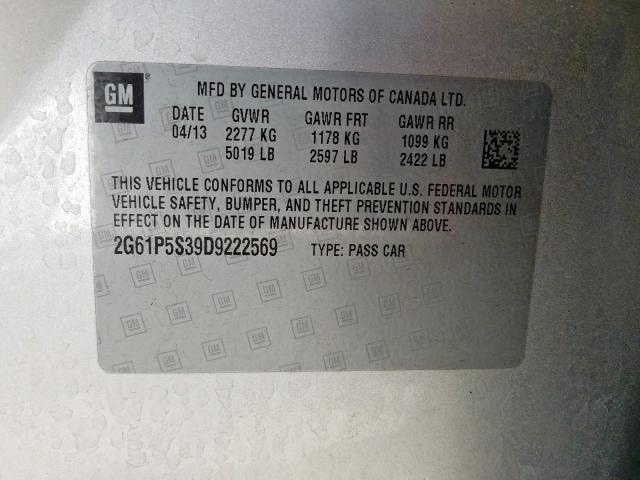 GM
MFD BY GENERAL MOTORS OF CANADA LTD.
DATE GVWR GAWR FRT GAWR RR
04/13 2277 KG 1178 KG 1099 KG
5019 LB 2597 LB 2422 LB
THIS VEHICLE CONFORMS TO ALL APPLICABLE U.S. FEDERAL MOTOR
VEHICLE SAFETY, BUMPER, AND THEFT PREVENTION STANDARDS IN
EFFECT ON THE DATE OF MANUFACTURE SHOWN ABOVE.
2G61P5S39D9222569 TYPE: PASS CAR